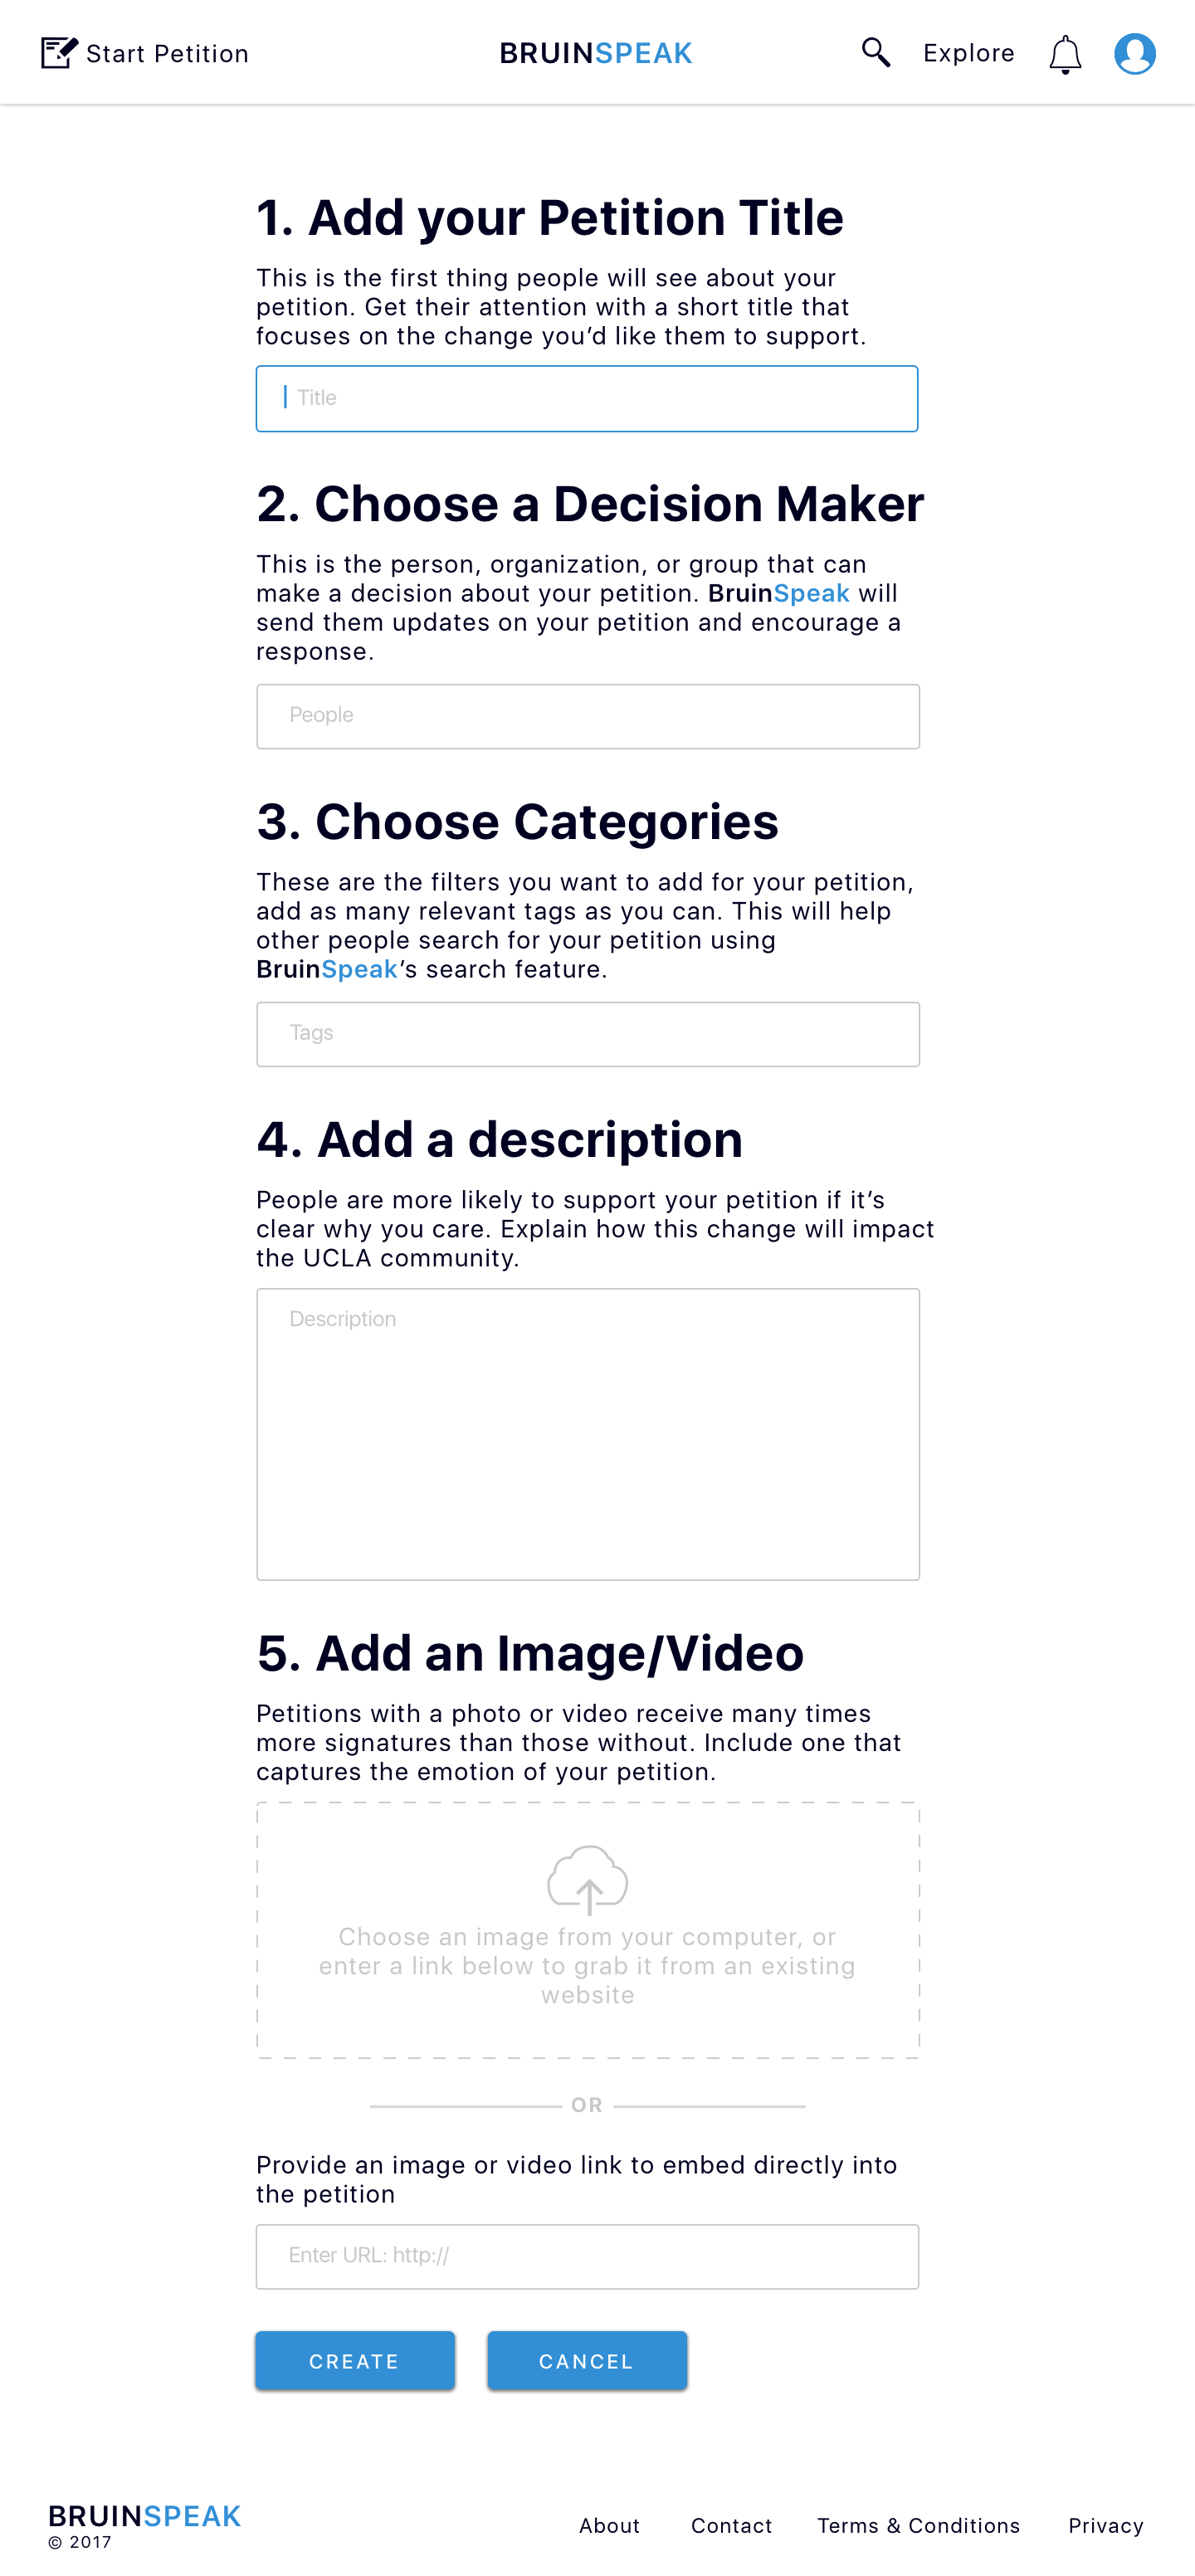 Start Petition
BRUINSPEAK
Explore
1. Add your Petition Title
This is the first thing people will see about your
petition. Get their attention with a short title that
focuses on the change you’d like them to support.
Title
2. Choose a Decision Maker
This is the person, organization, or group that can
make a decision about your petition. BruinSpeak will
send them updates on your petition and encourage a
response.
People
3. Choose Categories
These are the filters you want to add for your petition,
add as many relevant tags as you can. This will help
other people search for your petition using
BruinSpeak’s search feature.
Tags
4. Add a description
People are more likely to support your petition if it’s
clear why you care. Explain how this change will impact
the UCLA community.
Description
5. Add an Image/Video
Petitions with a photo or video receive many times
more signatures than those without. Include one that
captures the emotion of your petition.
Choose an image from your computer, or
enter a link below to grab it from an existing
website
OR
Provide an image or video link to embed directly into
the petition
Enter URL: http://
CREATE
CANCEL
BRUINSPEAK
© 2017
About
Contact
Terms & Conditions
Privacy